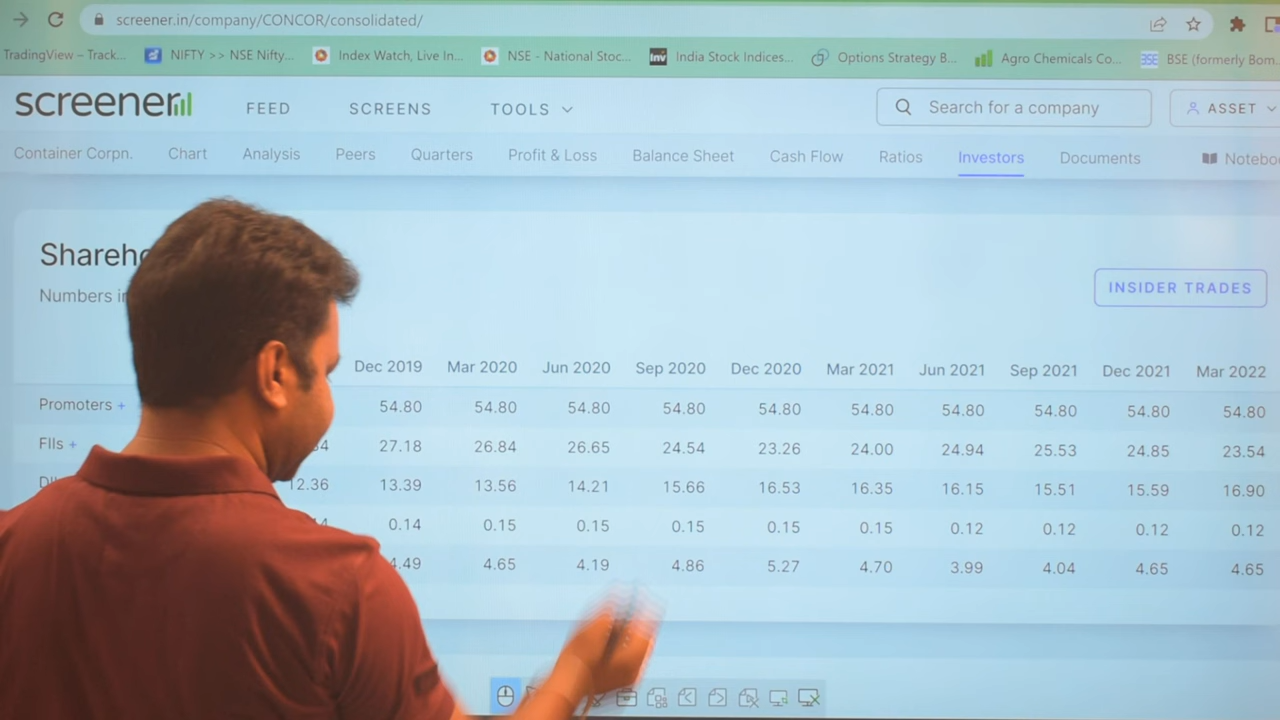 screener.in/company/CONCOR/consolidated/
TradingView – Track... NIFTY >> NSE Nifty... Index Watch, Live In... NSE - National Stoc... Inv India Stock Indices... Options Strategy B... Agro Chemicals Co... BSE BSE (formerly Bom...
screener FEED SCREENS TOOLS Search for a company ASSET
Container Corpn. Chart Analysis Peers Quarters Profit & Loss Balance Sheet Cash Flow Ratios Investors Documents Notebo
Shareho
Numbers in
INSIDER TRADES
Dec 2019 Mar 2020 Jun 2020 Sep 2020 Dec 2020 Mar 2021 Jun 2021 Sep 2021 Dec 2021 Mar 2022
Promoters + 54.80 54.80 54.80 54.80 54.80 54.80 54.80 54.80 54.80 54.80
FIIs + 27.18 26.84 26.65 24.54 23.26 24.00 24.94 25.53 24.85 23.54
12.36 13.39 13.56 14.21 15.66 16.53 16.35 16.15 15.51 15.59 16.90
0.14 0.15 0.15 0.15 0.15 0.15 0.12 0.12 0.12 0.12
4.49 4.65 4.19 4.86 5.27 4.70 3.99 4.04 4.65 4.65